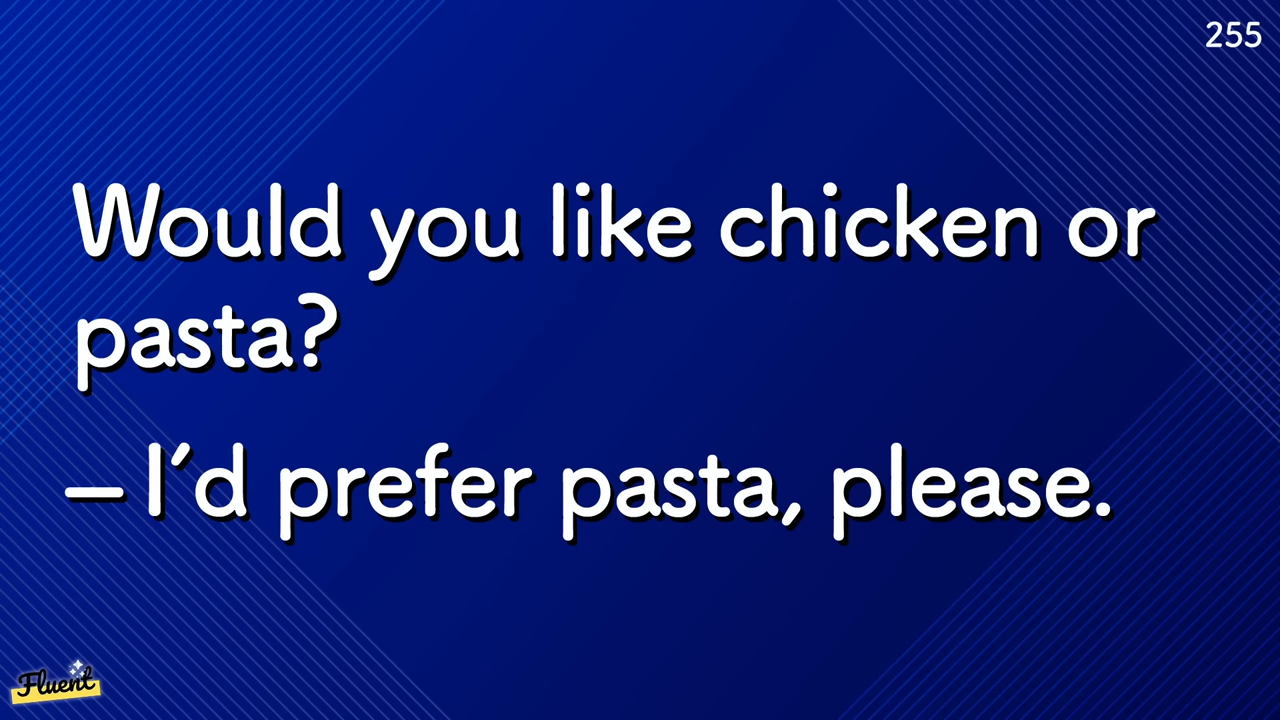 255
Would you like chicken or
pasta?
– I´d prefer pasta, please.
Fluent